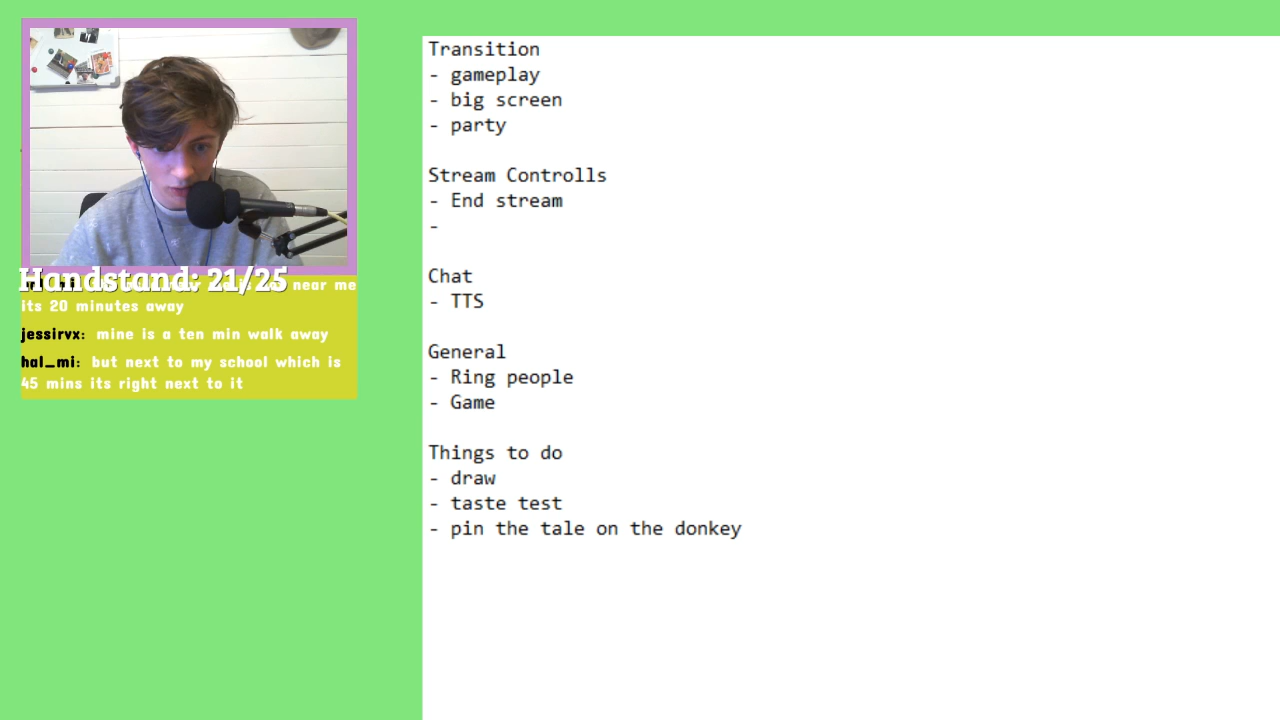 Transition
- gameplay
- big screen
- party
Stream Controlls
- End stream
-
Chat
- TTS
General
- Ring people
- Game
Things to do
- draw
- taste test
- pin the tale on the donkey
Handstand: 21/25
near me
its 20 minutes away
jessirvx: mine is a ten min walk away
hal_mi: but next to my school which is
45 mins its right next to it